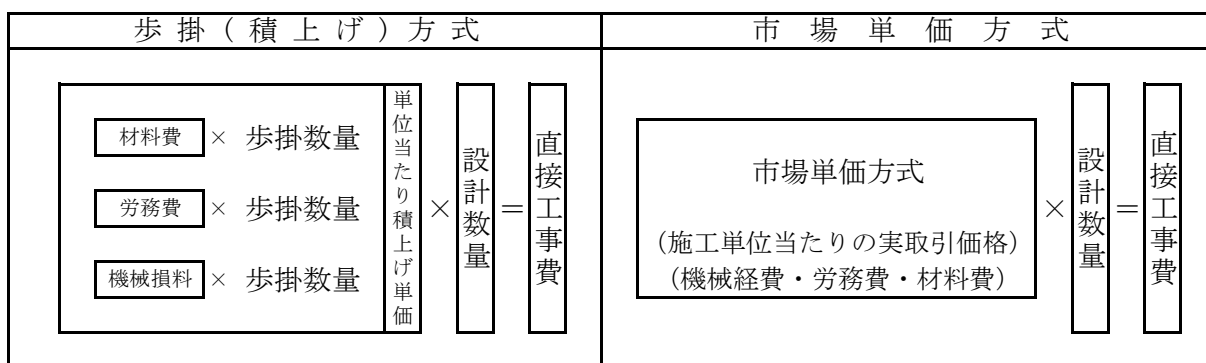 歩掛(積上げ)方式
材料費 × 歩掛数量
労務費 × 歩掛数量
機械損料 × 歩掛数量
単位当たり積上げ単価
×
設計数量
=
直接工事費
市場単価方式
市場単価方式
(施工単位当たりの実取引価格)
(機械経費・労務費・材料費)
×
設計数量
=
直接工事費